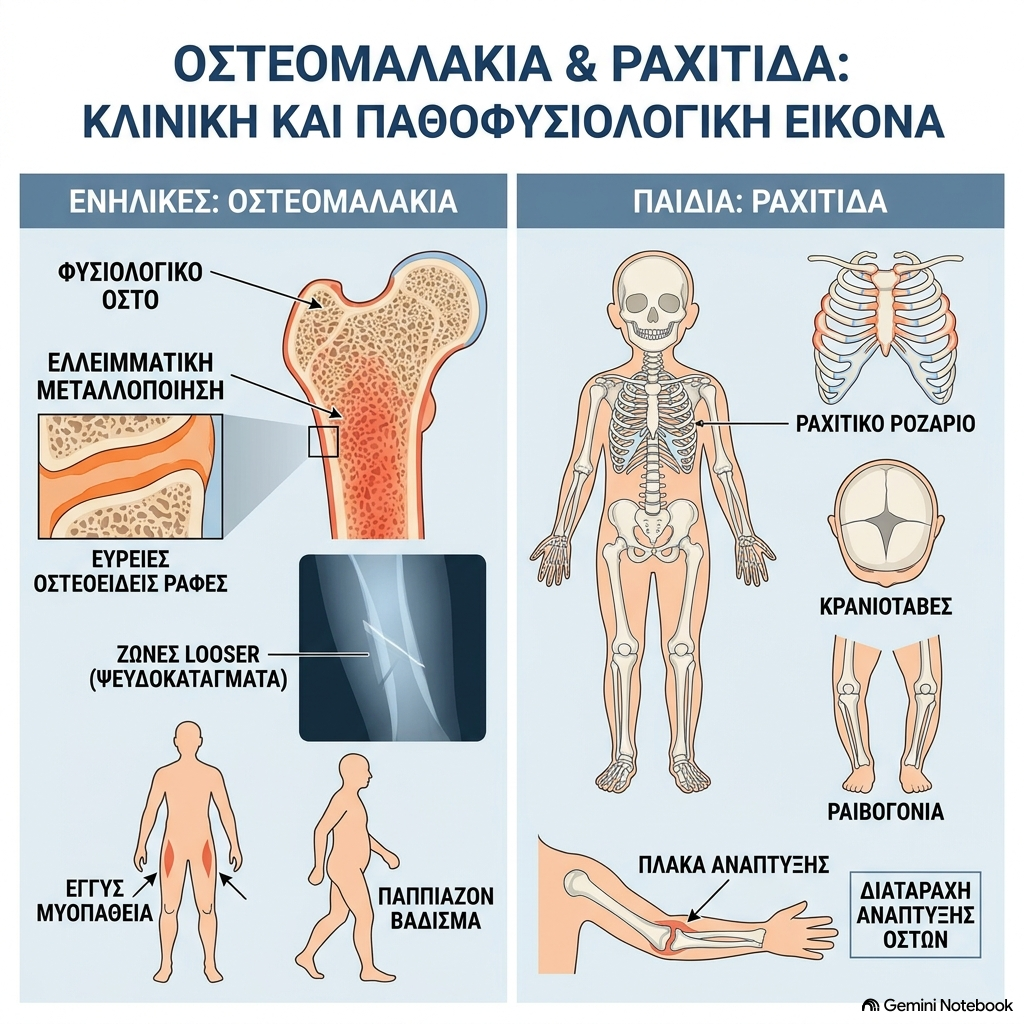 ΟΣΤΕΟΜΑΛΑΚΙΑ & ΡΑΧΙΤΙΔΑ:
ΚΛΙΝΙΚΗ ΚΑΙ ΠΑΘΟΦΥΣΙΟΛΟΓΙΚΗ ΕΙΚΟΝΑ
ΕΝΗΛΙΚΕΣ: ΟΣΤΕΟΜΑΛΑΚΙΑ
ΦΥΣΙΟΛΟΓΙΚΟ
ΟΣΤΟ
ΕΛΛΕΙΜΜΑΤΙΚΗ
ΜΕΤΑΛΛΟΠΟΙΗΣΗ
ΕΥΡΕΙΕΣ
ΟΣΤΕΟΕΙΔΕΙΣ ΡΑΦΕΣ
ΖΩΝΕΣ LOOSER
(ΨΕΥΔΟΚΑΤΑΓΜΑΤΑ)
ΕΓΓΥΣ
ΜΥΟΠΑΘΕΙΑ
ΠΑΠΠΙΑΖΟΝ
ΒΑΔΙΣΜΑ
ΠΑΙΔΙΑ: ΡΑΧΙΤΙΔΑ
ΡΑΧΙΤΙΚΟ ΡΟΖΑΡΙΟ
ΚΡΑΝΙΟΤΑΒΕΣ
ΡΑΙΒΟΓΟΝΙΑ
ΠΛΑΚΑ ΑΝΑΠΤΥΞΗΣ
ΔΙΑΤΑΡΑΧΗ
ΑΝΑΠΤΥΞΗΣ
ΟΣΤΩΝ
Gemini Notebook